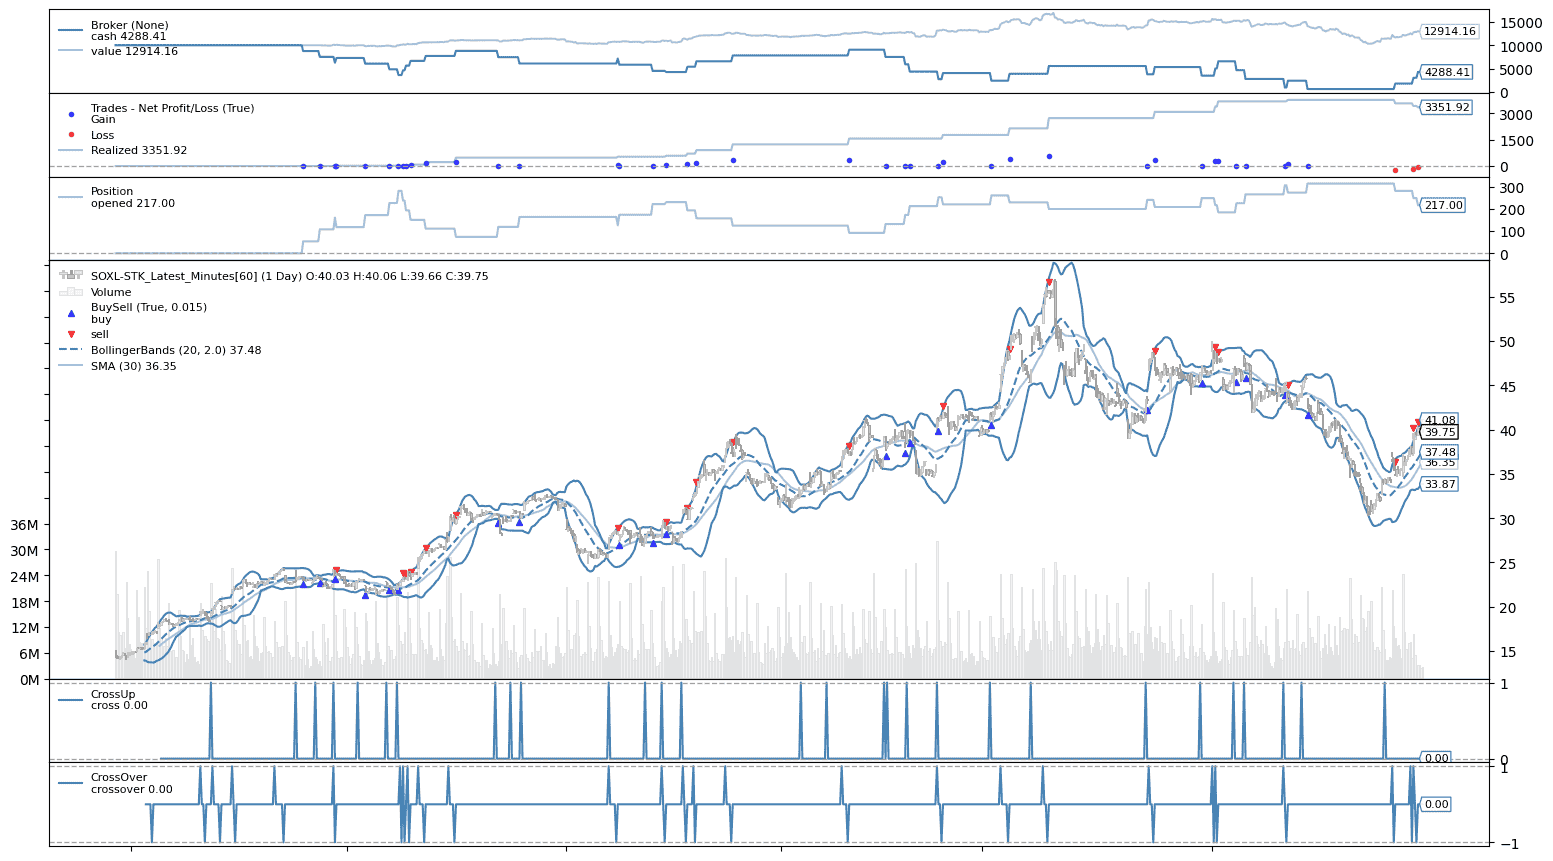 Broker (None)
cash 4288.41
value 12914.16
15000
12914.16
10000
5000
4288.41
0
Trades - Net Profit/Loss (True)
Gain
Loss
Realized 3351.92
3351.92
3000
1500
0
Position
opened 217.00
300
217.00
200
100
0
SOXL-STK_Latest_Minutes[60] (1 Day) O:40.03 H:40.06 L:39.66 C:39.75
Volume
BuySell (True, 0.015)
buy
sell
BollingerBands (20, 2.0) 37.48
SMA (30) 36.35
55
50
45
41.08
40
39.75
37.48
36.35
35
33.87
30
25
20
15
36M
30M
24M
18M
12M
6M
0M
CrossUp
cross 0.00
1
0.00
0
CrossOver
crossover 0.00
1
0.00
−1